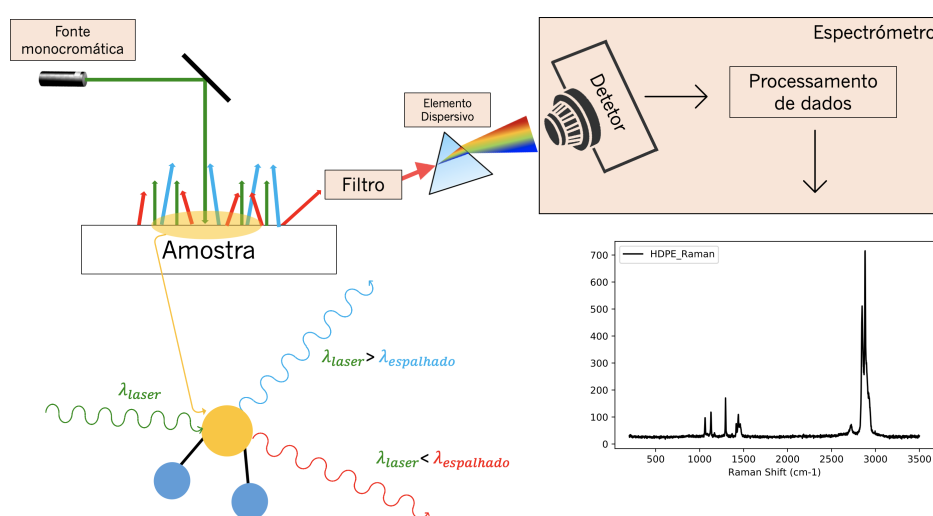 Fonte
monocromática
Espectrómetro
Elemento
Dispersivo
Detetor
Processamento
de dados
Filtro
Amostra
λlaser > λespalhado
λlaser
λlaser < λespalhado
HDPE_Raman
700
600
500
400
300
200
100
0
500 1000 1500 2000 2500 3000 3500
Raman Shift (cm-1)